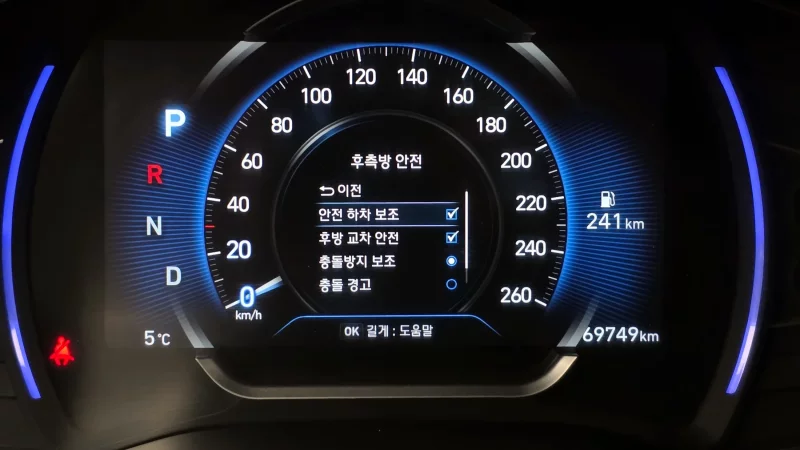 P
R
N
D
0
20
40
60
80
100
120
140
160
180
200
220
240
260
km/h
후측방 안전
이전
안전 하차 보조
후방 교차 안전
충돌방지 보조
충돌 경고
OK 길게 : 도움말
241km
5°C
69749km